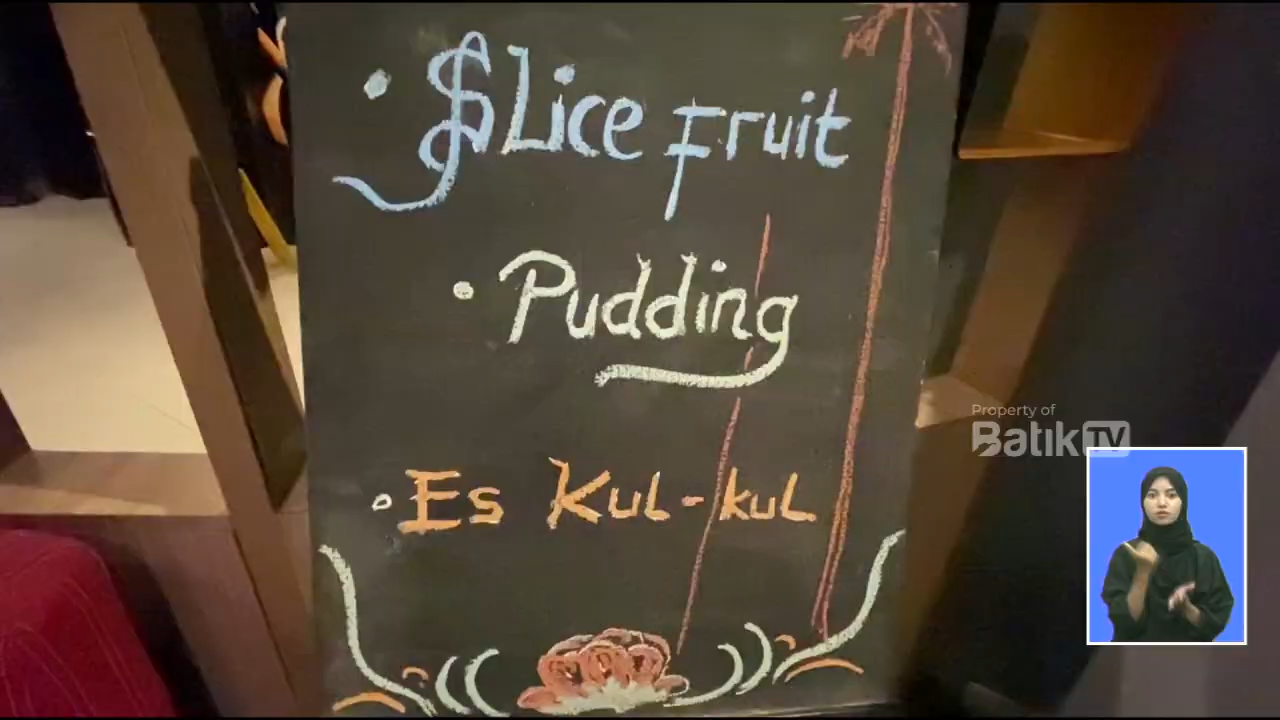 • Slice Fruit
• Pudding
• Es Kul-kul
Property of
BatikTV